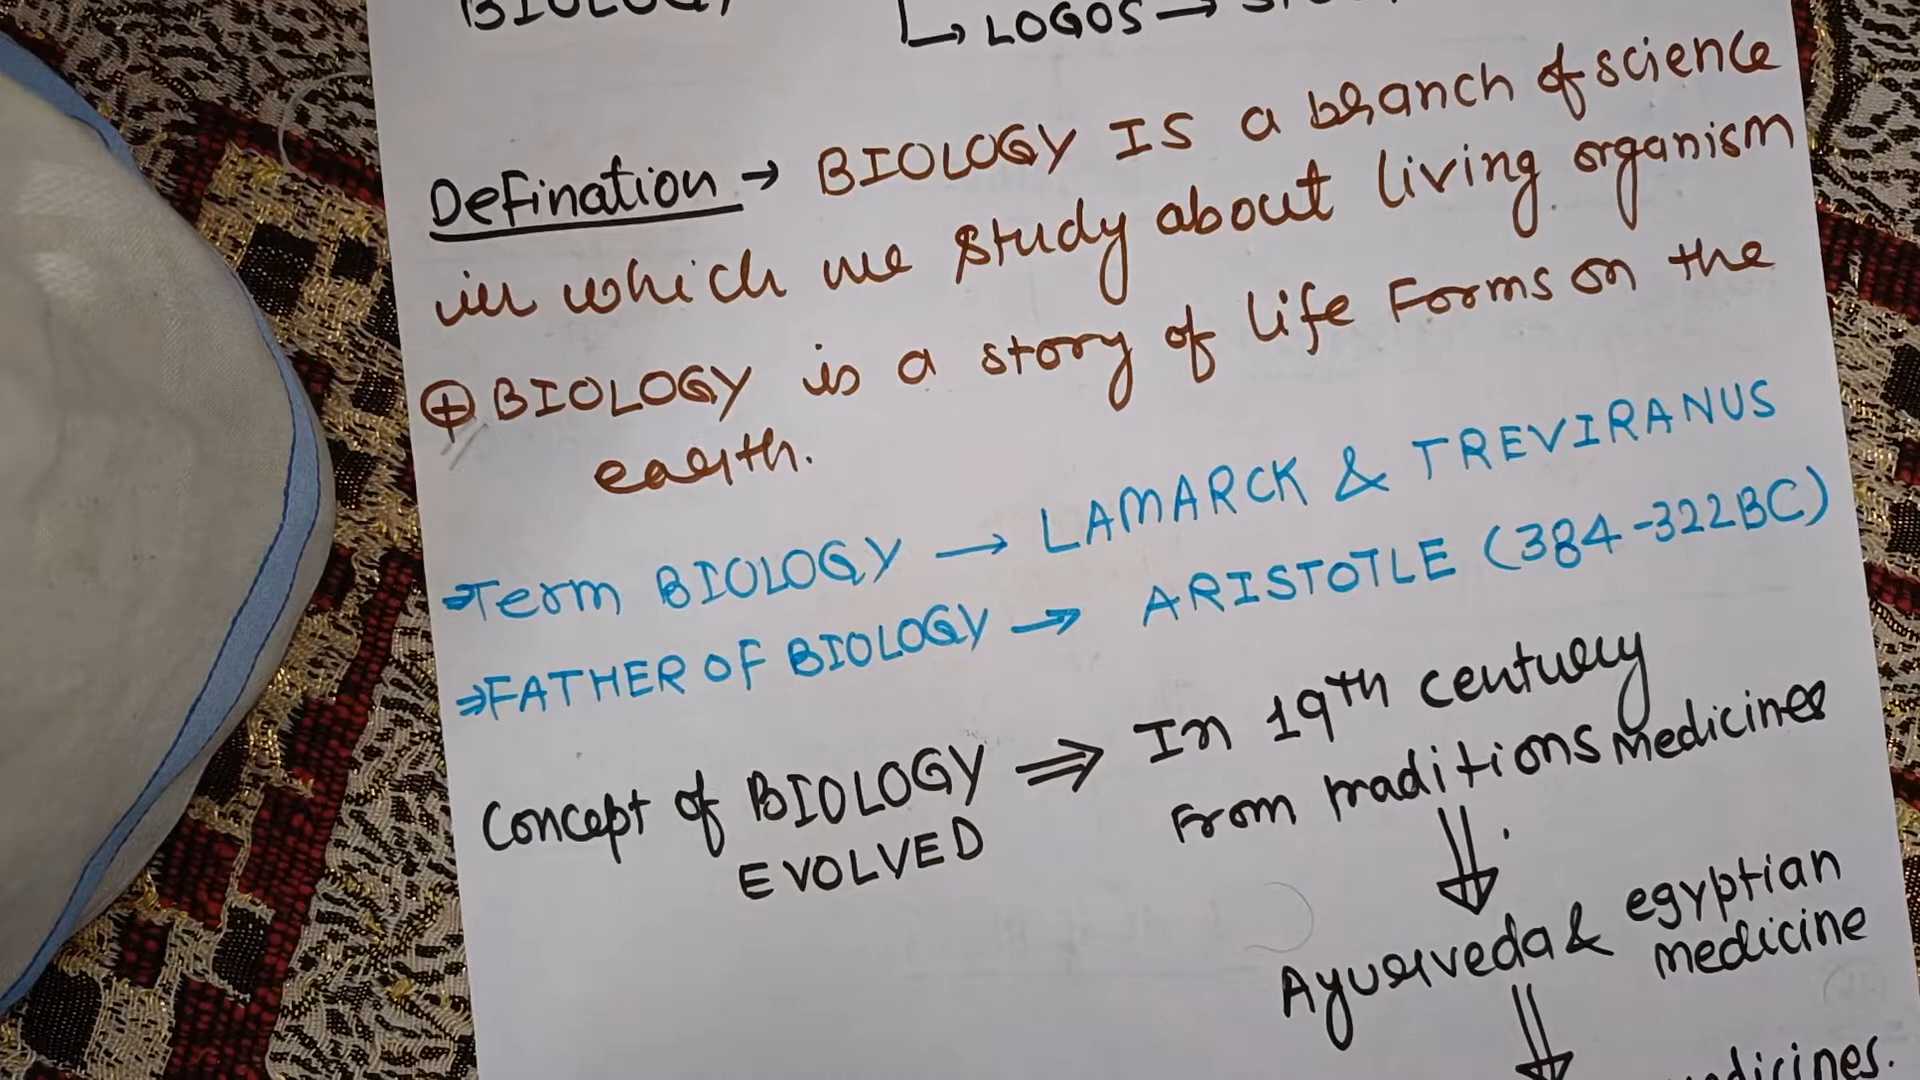 BIOLOGY
↳ LOGOS →
Defination → BIOLOGY IS a branch of science
in which we study about living organism
⊕ BIOLOGY is a story of life Forms on the
earth.
⇒Term BIOLOGY → LAMARCK & TREVIRANUS
⇒FATHER OF BIOLOGY → ARISTOTLE (384-322BC)
Concept of BIOLOGY ⇒ In 19th century
EVOLVED
From traditions Medicines
⇓
Ayurveda & egyptian
medicine
⇓